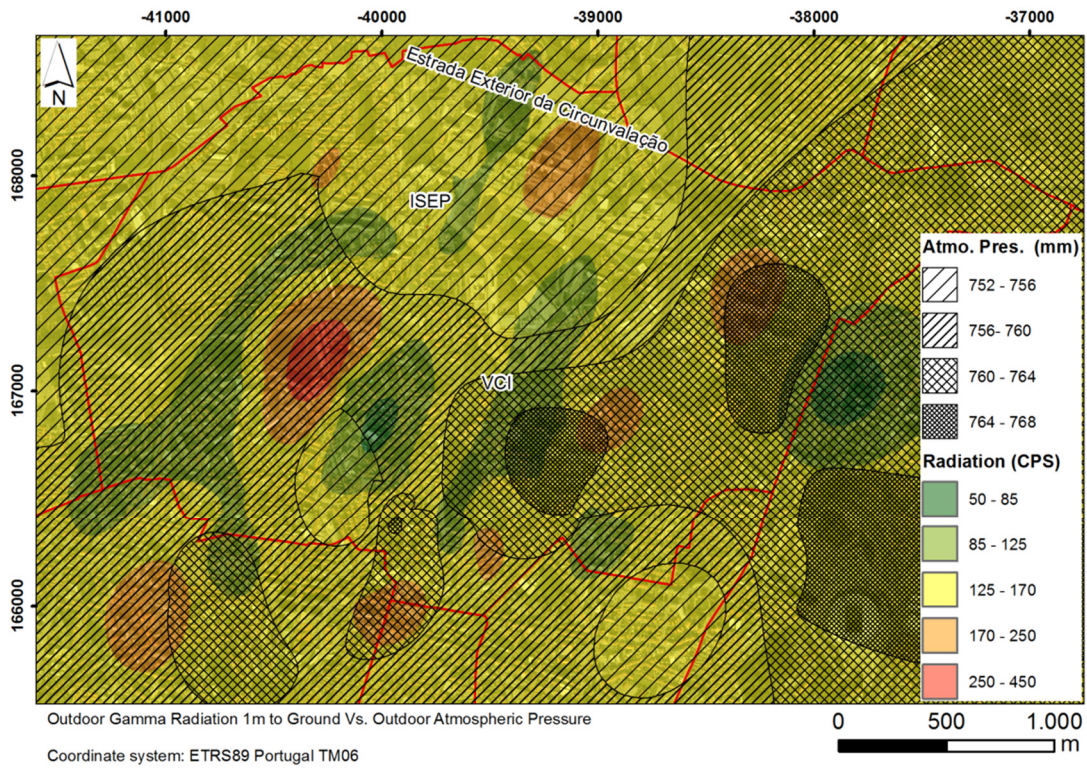 -41000 -40000 -39000 -38000 -37000
168000
167000
166000
N
Estrada Exterior da Circunvalação
ISEP
VCI
Atmo. Pres. (mm)
752 - 756
756- 760
760 - 764
764 - 768
Radiation (CPS)
50 - 85
85 - 125
125 - 170
170 - 250
250 - 450
Outdoor Gamma Radiation 1m to Ground Vs. Outdoor Atmospheric Pressure
Coordinate system: ETRS89 Portugal TM06
0 500 1.000
m